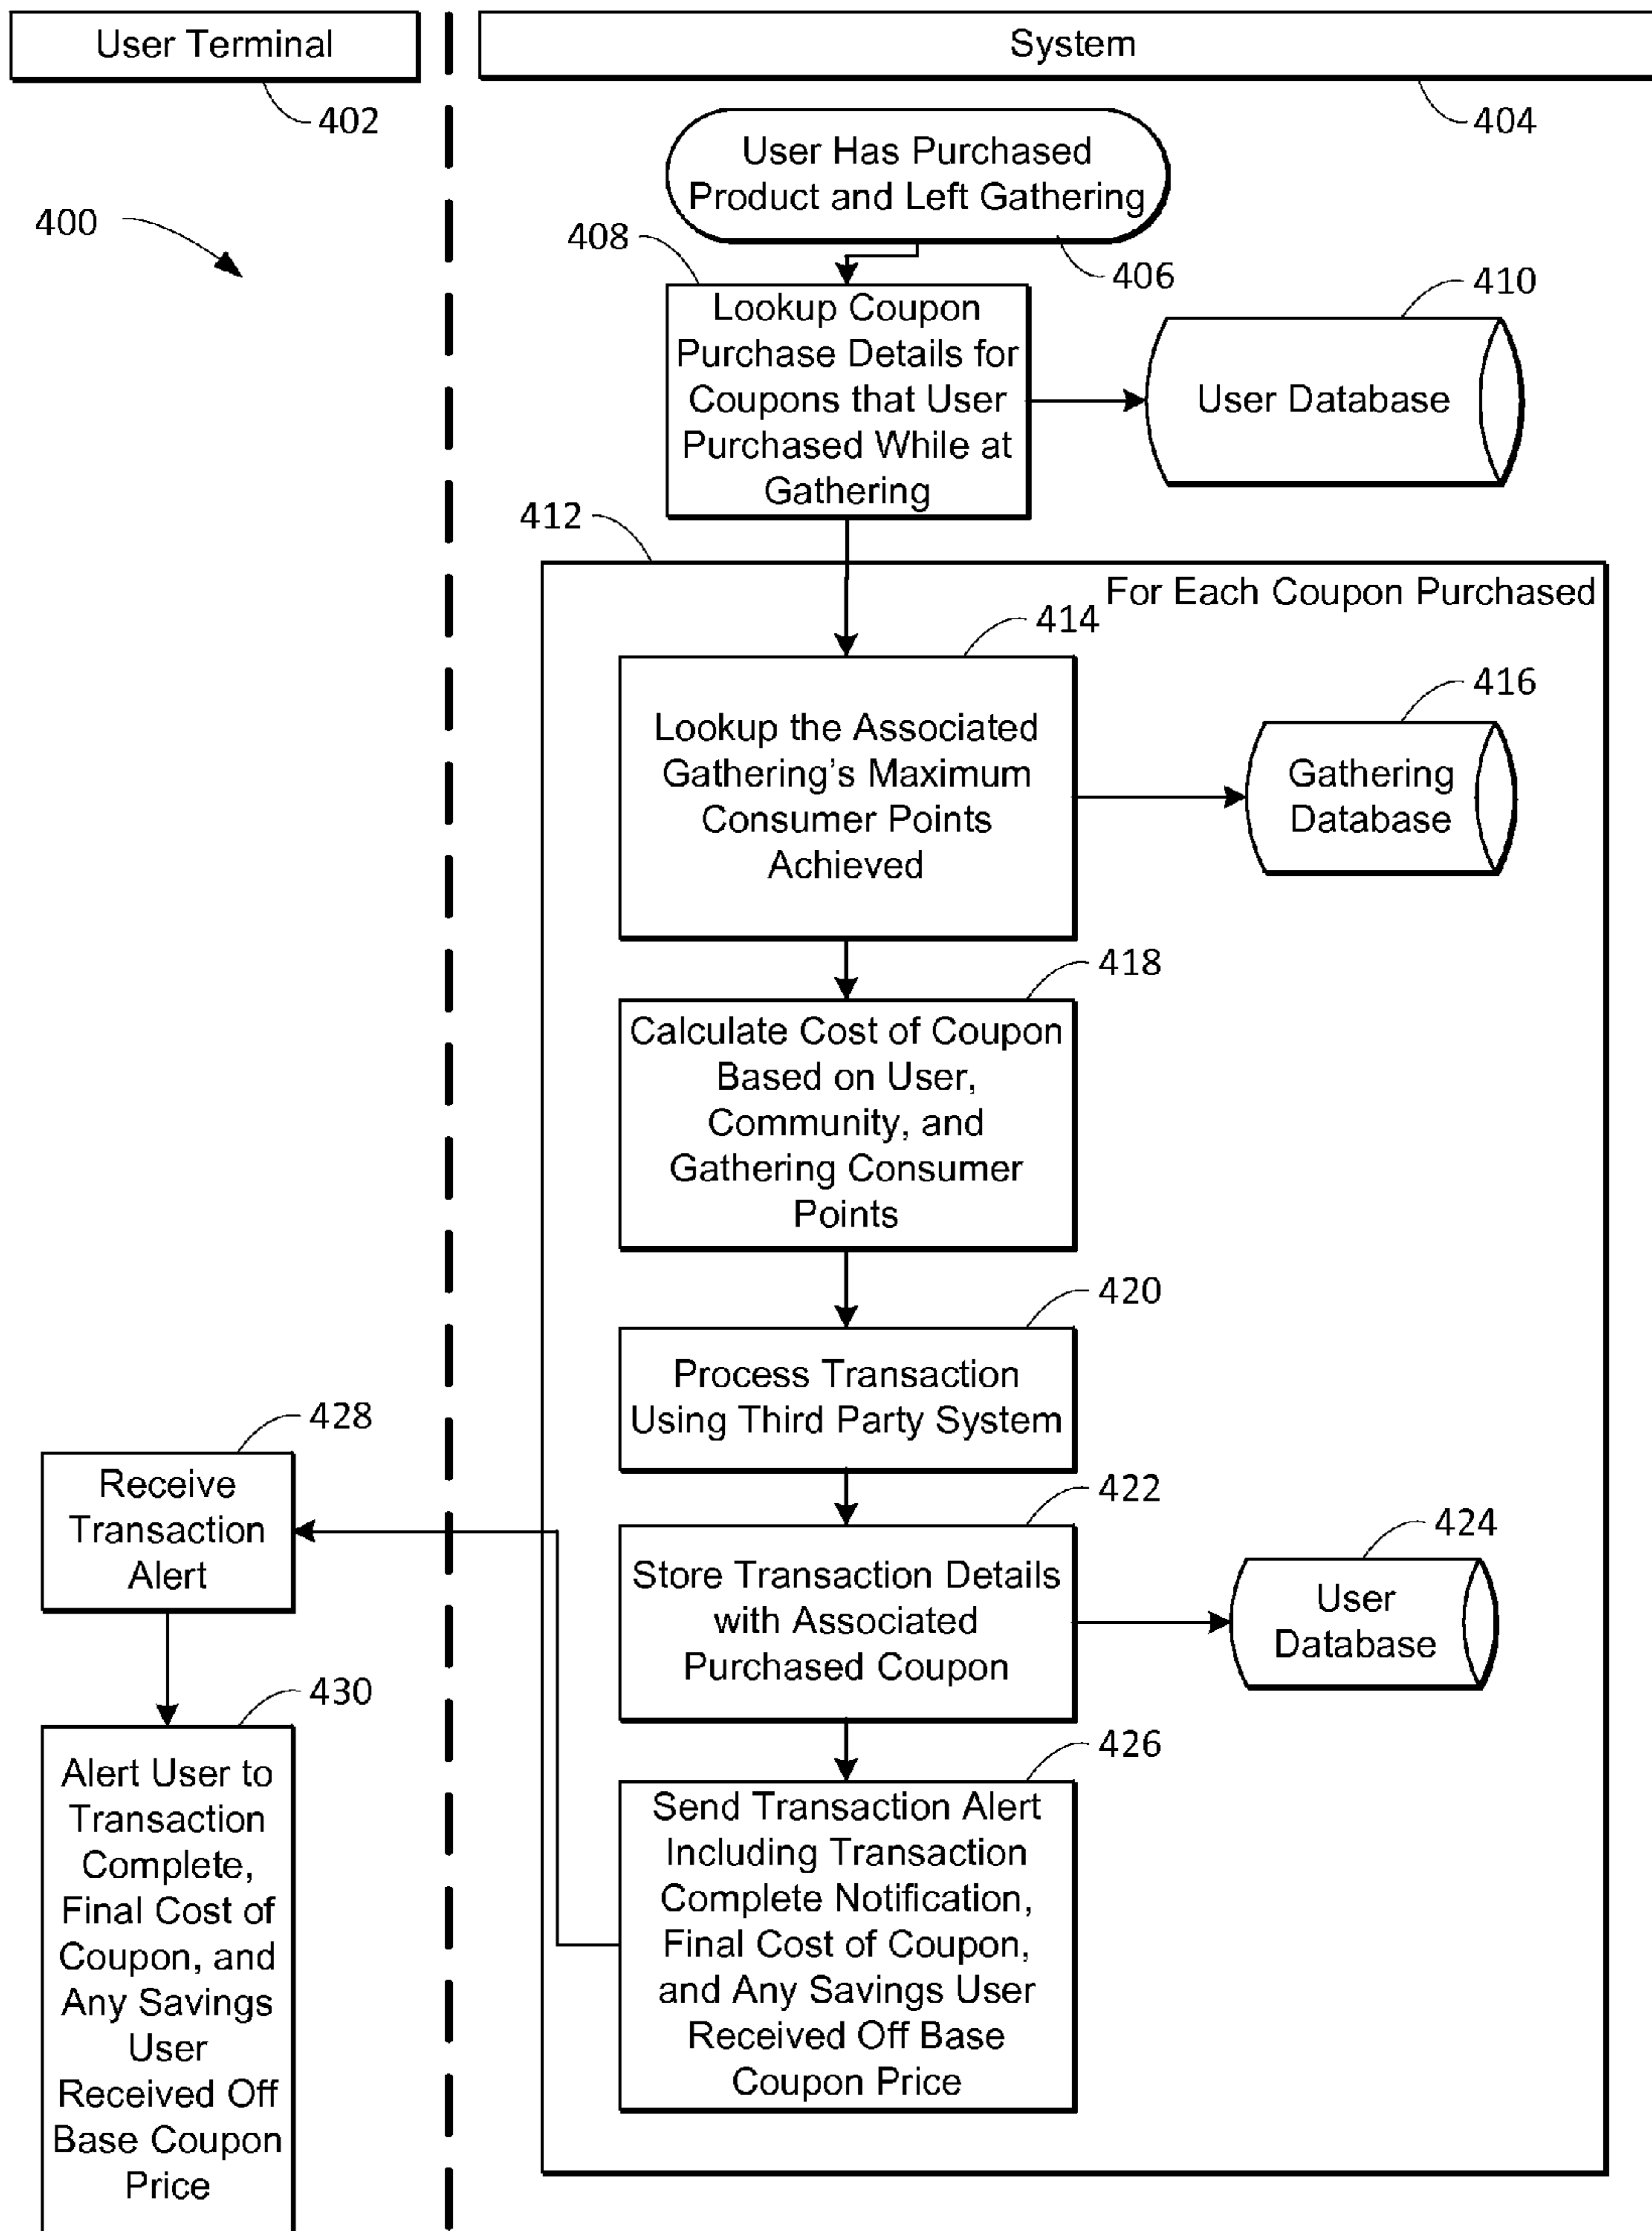 User Terminal
System
402
404
400
User Has Purchased
Product and Left Gathering
406
408
Lookup Coupon
Purchase Details for
Coupons that User
Purchased While at
Gathering
410
User Database
412
For Each Coupon Purchased
414
Lookup the Associated
Gathering's Maximum
Consumer Points
Achieved
416
Gathering
Database
418
Calculate Cost of Coupon
Based on User,
Community, and
Gathering Consumer
Points
420
Process Transaction
Using Third Party System
422
Store Transaction Details
with Associated
Purchased Coupon
424
User
Database
426
Send Transaction Alert
Including Transaction
Complete Notification,
Final Cost of Coupon,
and Any Savings User
Received Off Base
Coupon Price
428
Receive
Transaction
Alert
430
Alert User to
Transaction
Complete,
Final Cost of
Coupon, and
Any Savings
User
Received Off
Base Coupon
Price